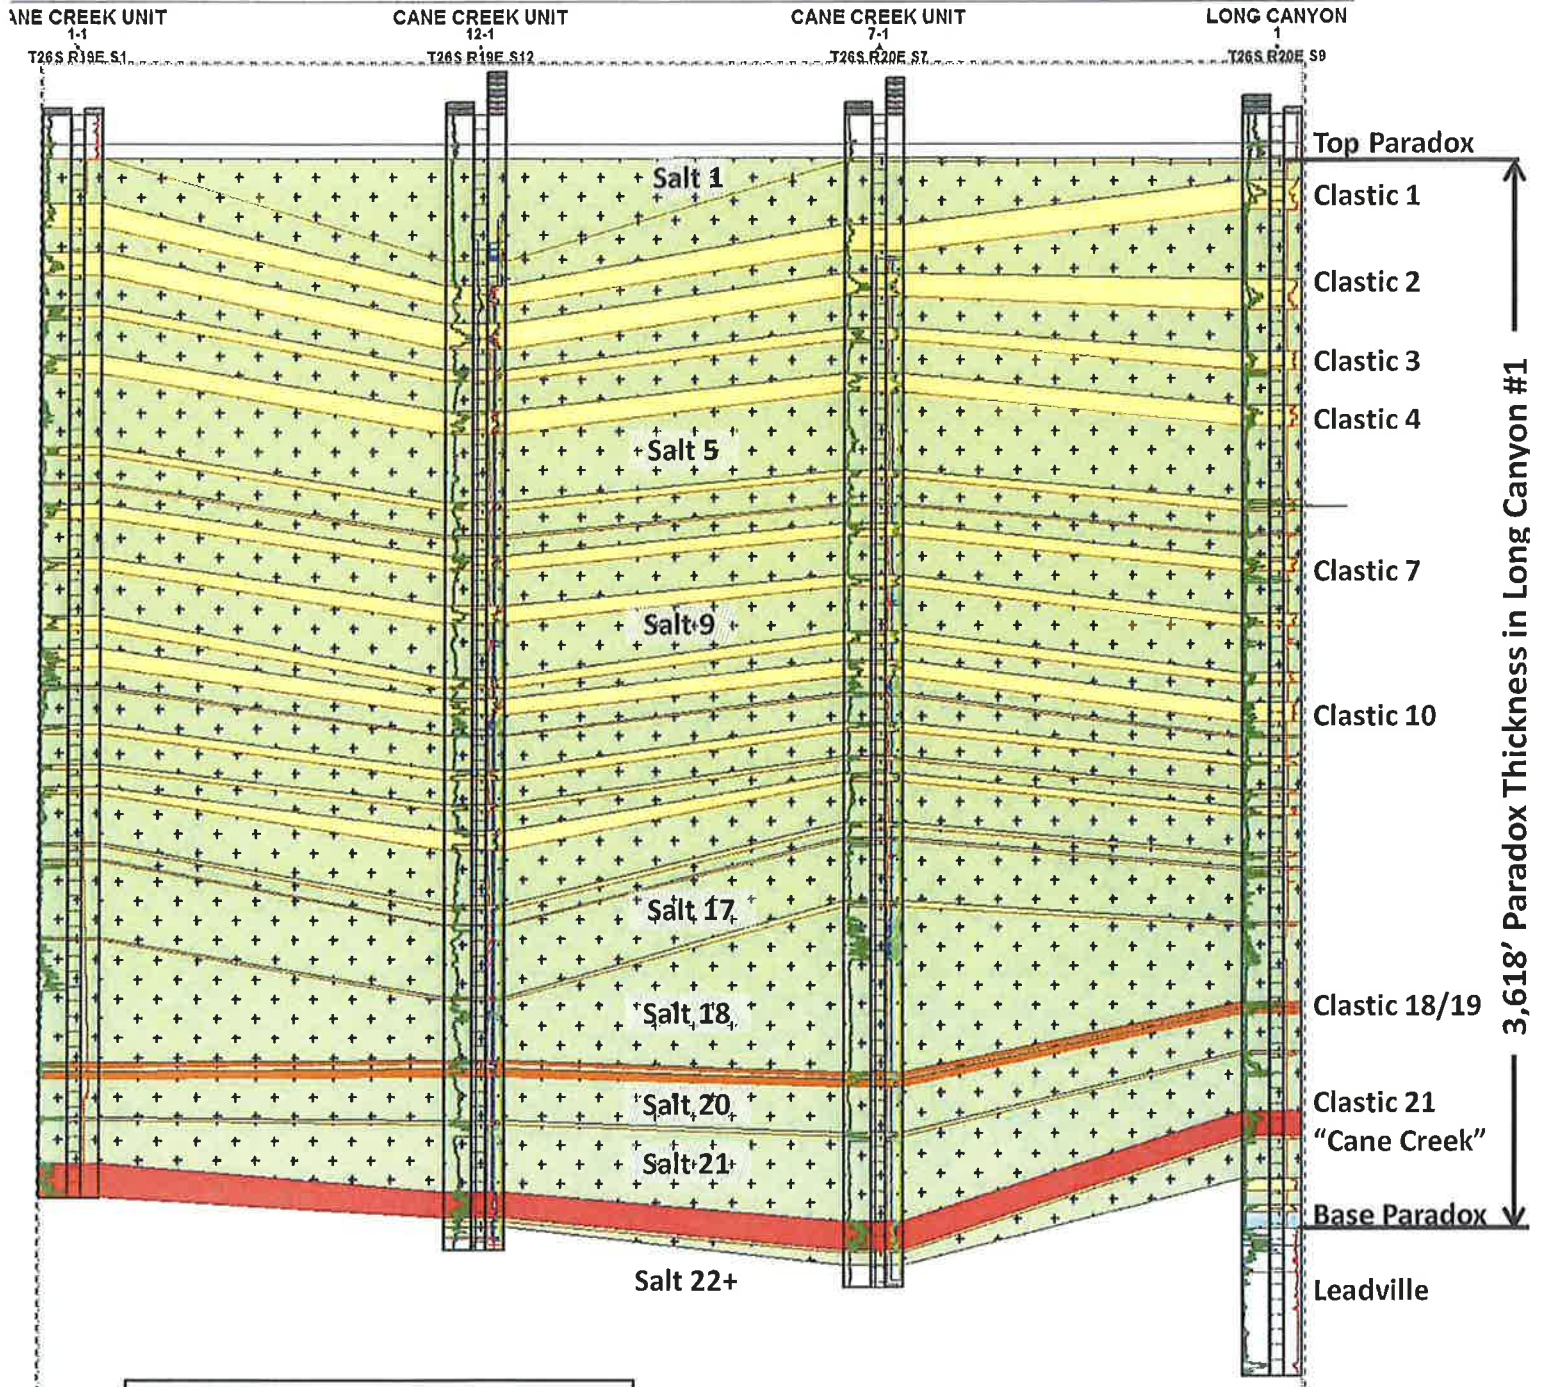 ANE CREEK UNIT
1-1
T26S R19E S1
CANE CREEK UNIT
12-1
T26S R19E S12
CANE CREEK UNIT
7-1
T26S R20E S7
LONG CANYON
1
T26S R20E S9
Top Paradox
Salt 1
Clastic 1
Clastic 2
Clastic 3
Clastic 4
Salt 5
Clastic 7
Salt 9
Clastic 10
Salt 17
Clastic 18/19
Salt 18
Salt 20
Clastic 21
"Cane Creek"
Salt 21
Base Paradox
Salt 22+
Leadville
3,618' Paradox Thickness in Long Canyon #1